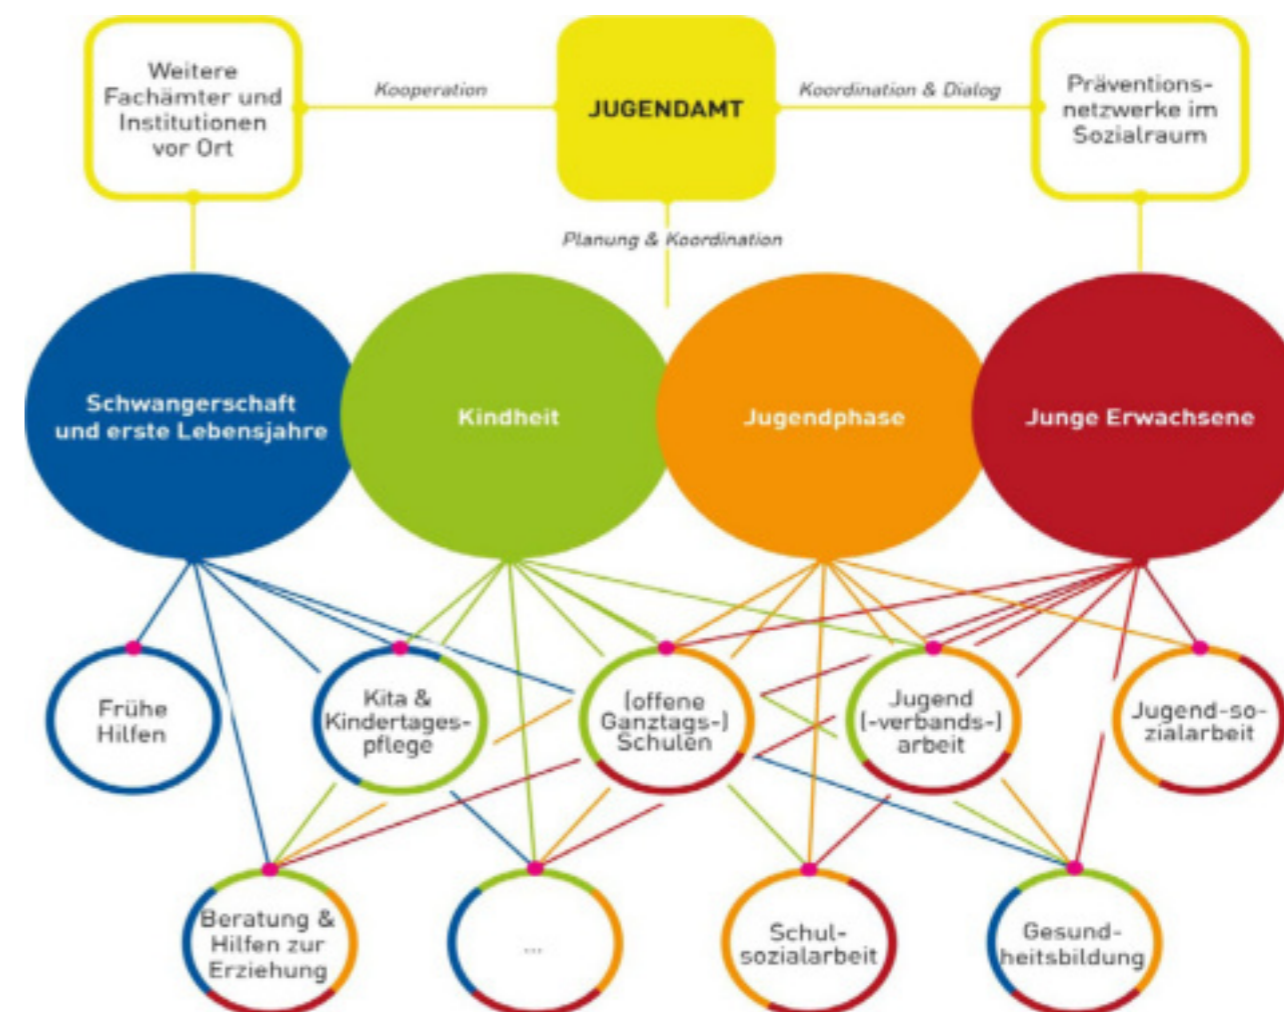 Weitere
Fachämter und
Institutionen
vor Ort
Kooperation
JUGENDAMT
Koordination & Dialog
Präventions-
netzwerke im
Sozialraum
Planung & Koordination
Schwangerschaft
und erste Lebensjahre
Kindheit
Jugendphase
Junge Erwachsene
Frühe
Hilfen
Kita &
Kindertages-
pflege
(offene
Ganztags-)
Schulen
Jugend
(-verbands-)
arbeit
Jugend-so-
zialarbeit
Beratung &
Hilfen zur
Erziehung
...
Schul-
sozialarbeit
Gesund-
heitsbildung